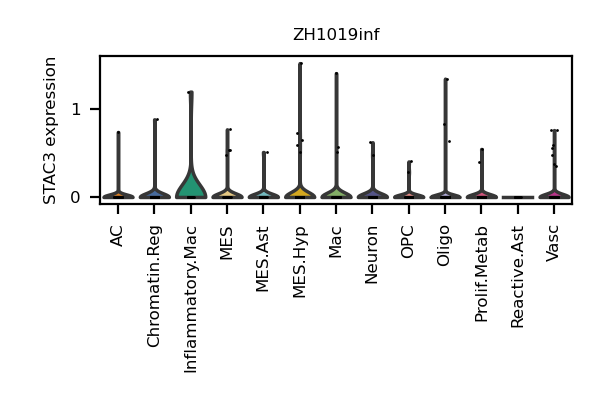 ZH1019inf
STAC3 expression
1
0
AC
Chromatin.Reg
Inflammatory.Mac
MES
MES.Ast
MES.Hyp
Mac
Neuron
OPC
Oligo
Prolif.Metab
Reactive.Ast
Vasc